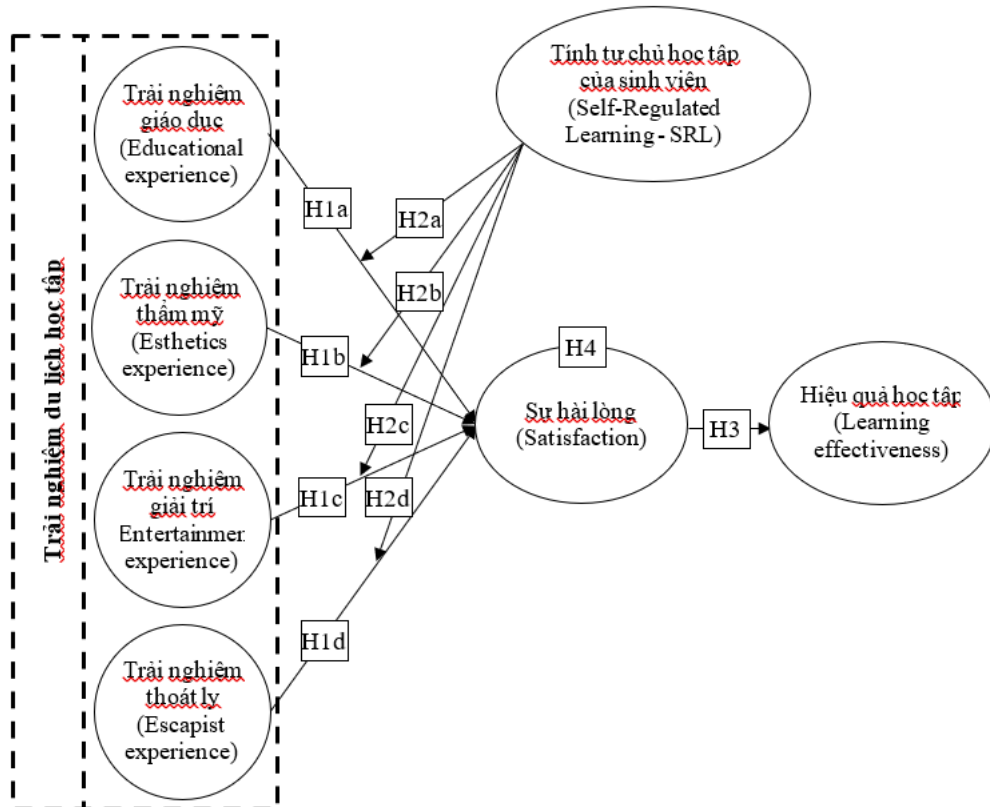 Trải nghiệm du lịch học tập
Trải nghiệm
giáo dục
(Educational
experience)
Trải nghiệm
thẩm mỹ
(Esthetics
experience)
Trải nghiệm
giải trí
Entertainmer
experience)
Trải nghiệm
thoát ly
(Escapist
experience)
Tính tự chủ học tập
của sinh viên
(Self-Regulated
Learning - SRL)
H1a
H2a
H2b
H1b
H2c
H1c
H2d
H1d
H4
Sự hài lòng
(Satisfaction)
H3
Hiệu quả học tập
(Learning
effectiveness)